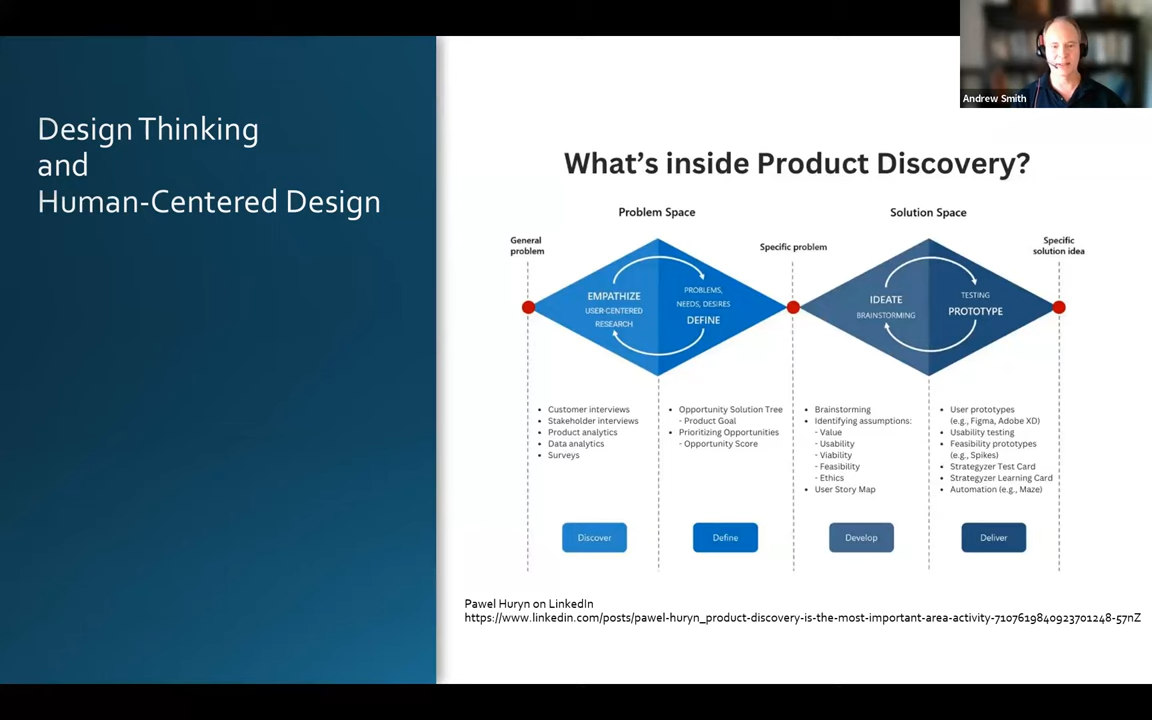 Andrew Smith
Design Thinking
and
Human-Centered Design
What's inside Product Discovery?
Problem Space
Solution Space
General
problem
Specific problem
Specific
solution idea
EMPATHIZE
USER-CENTERED
RESEARCH
PROBLEMS,
NEEDS, DESIRES
DEFINE
IDEATE
BRAINSTORMING
TESTING
PROTOTYPE
• Customer interviews
• Stakeholder interviews
• Product analytics
• Data analytics
• Surveys
• Opportunity Solution Tree
- Product Goal
• Prioritizing Opportunities
- Opportunity Score
• Brainstorming
• Identifying assumptions:
- Value
- Usability
- Viability
- Feasibility
- Ethics
• User Story Map
• User prototypes
(e.g., Figma, Adobe XD)
• Usability testing
• Feasibility prototypes
(e.g., Spikes)
• Strategyzer Test Card
• Strategyzer Learning Card
• Automation (e.g., Maze)
Discover
Define
Develop
Deliver
Pawel Huryn on LinkedIn
https://www.linkedin.com/posts/pawel-huryn_product-discovery-is-the-most-important-area-activity-7107619840923701248-57nZ